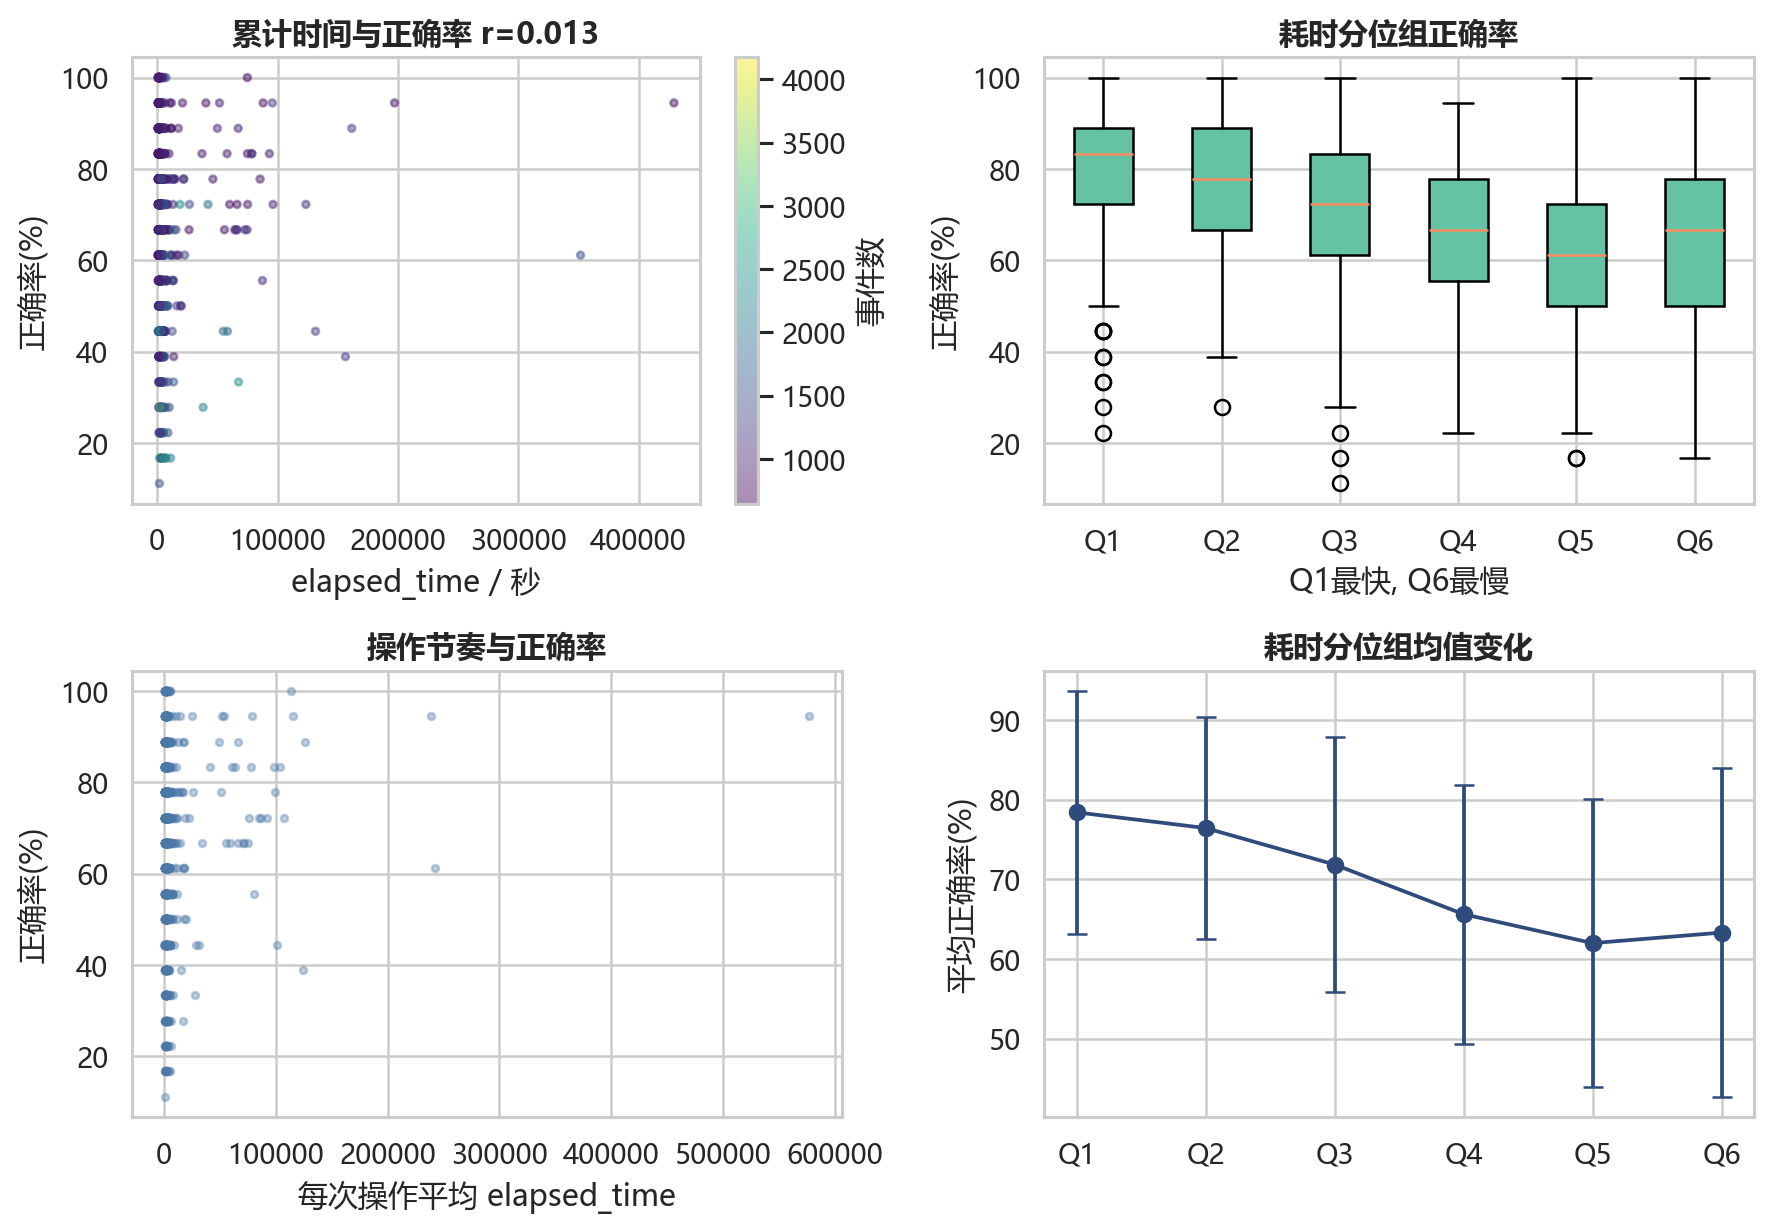 累计时间与正确率 r=0.013
100
80
60
40
20
正确率(%)
0
100000
200000
300000
400000
elapsed_time / 秒
4000
3500
3000
2500
2000
1500
1000
事件数
耗时分位组正确率
100
80
60
40
20
正确率(%)
Q1
Q2
Q3
Q4
Q5
Q6
Q1最快, Q6最慢
操作节奏与正确率
100
80
60
40
20
正确率(%)
0
100000
200000
300000
400000
500000
600000
每次操作平均 elapsed_time
耗时分位组均值变化
90
80
70
60
50
平均正确率(%)
Q1
Q2
Q3
Q4
Q5
Q6